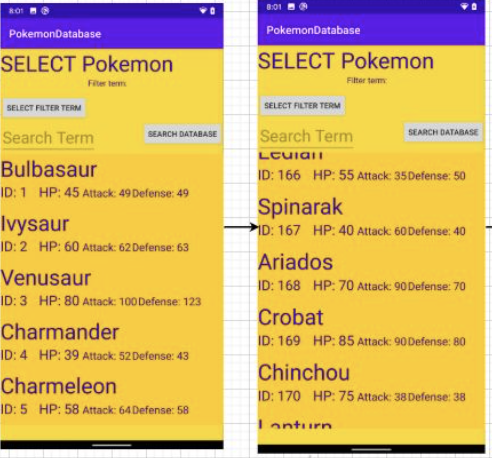 8:01
PokemonDatabase
SELECT Pokemon
Filter term:
SELECT FILTER TERM
Search Term
SEARCH DATABASE
Bulbasaur
ID: 1 HP: 45 Attack: 49 Defense: 49
Ivysaur
ID: 2 HP: 60 Attack: 62 Defense: 63
Venusaur
ID: 3 HP: 80 Attack: 100 Defense: 123
Charmander
ID: 4 HP: 39 Attack: 52 Defense: 43
Charmeleon
ID: 5 HP: 58 Attack: 64 Defense: 58
8:01
PokemonDatabase
SELECT Pokemon
Filter term:
SELECT FILTER TERM
Search Term
SEARCH DATABASE
Ledian
ID: 166 HP: 55 Attack: 35 Defense: 50
Spinarak
ID: 167 HP: 40 Attack: 60 Defense: 40
Ariados
ID: 168 HP: 70 Attack: 90 Defense: 70
Crobat
ID: 169 HP: 85 Attack: 90 Defense: 80
Chinchou
ID: 170 HP: 75 Attack: 38 Defense: 38
Lanturn